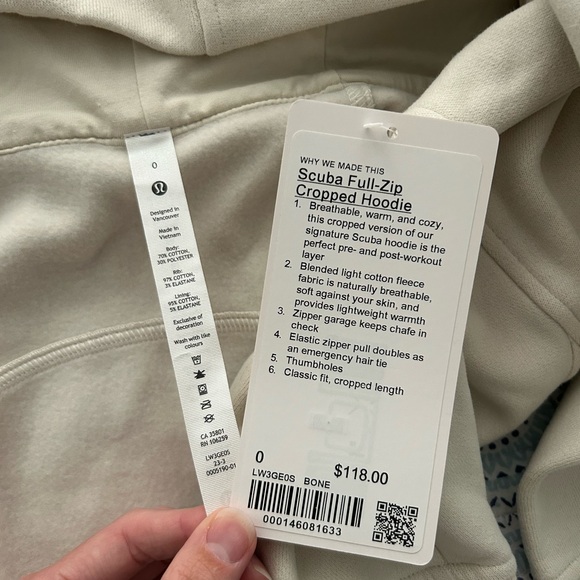 0
Designed in
Vancouver
Made in
Vietnam
Body:
70% COTTON,
30% POLYESTER
Rib:
97% COTTON,
3% ELASTANE
Lining:
95% COTTON,
5% ELASTANE
Exclusive of
decoration
Wash with like
colours
CA 35801
RN 106259
LW3GE0S
23-3
0005190-01
WHY WE MADE THIS
Scuba Full-Zip
Cropped Hoodie
1. Breathable, warm, and cozy,
this cropped version of our
signature Scuba hoodie is the
perfect pre- and post-workout
layer
2. Blended light cotton fleece
fabric is naturally breathable,
soft against your skin, and
provides lightweight warmth
3. Zipper garage keeps chafe in
check
4. Elastic zipper pull doubles as
an emergency hair tie
5. Thumbholes
6. Classic fit, cropped length
0 $118.00
LW3GE0S BONE
000146081633